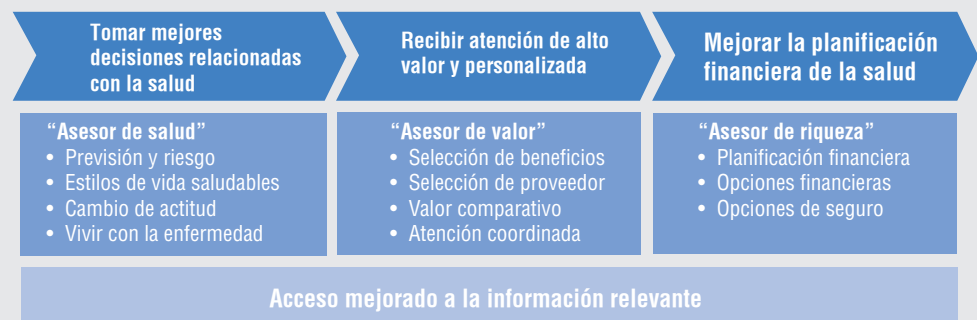 Tomar mejores
decisiones relacionadas
con la salud
Recibir atención de alto
valor y personalizada
Mejorar la planificación
financiera de la salud
“Asesor de salud”
• Previsión y riesgo
• Estilos de vida saludables
• Cambio de actitud
• Vivir con la enfermedad
“Asesor de valor”
• Selección de beneficios
• Selección de proveedor
• Valor comparativo
• Atención coordinada
“Asesor de riqueza”
• Planificación financiera
• Opciones financieras
• Opciones de seguro
Acceso mejorado a la información relevante